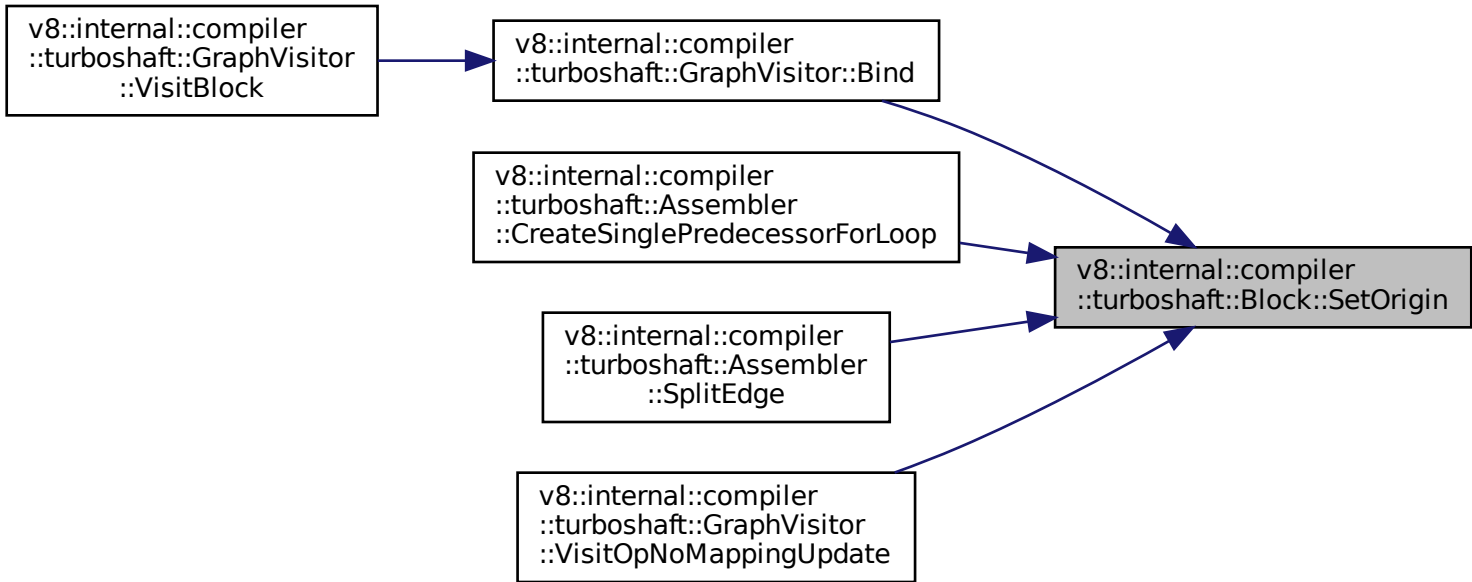 v8::internal::compiler
::turboshaft::GraphVisitor
::VisitBlock
v8::internal::compiler
::turboshaft::GraphVisitor::Bind
v8::internal::compiler
::turboshaft::Assembler
::CreateSinglePredecessorForLoop
v8::internal::compiler
::turboshaft::Assembler
::SplitEdge
v8::internal::compiler
::turboshaft::GraphVisitor
::VisitOpNoMappingUpdate
v8::internal::compiler
::turboshaft::Block::SetOrigin